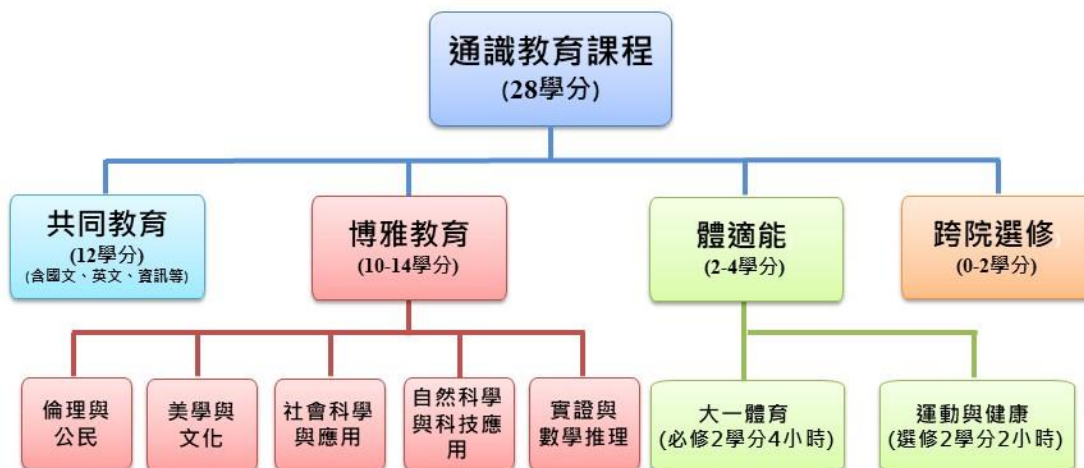 通識教育課程
(28學分)
共同教育
(12學分)
(含國文、英文、資訊等)
博雅教育
(10-14學分)
體適能
(2-4學分)
跨院選修
(0-2學分)
倫理與
公民
美學與
文化
社會科學
與應用
自然科學
與科技應
用
實證與
數學推理
大一體育
(必修2學分4小時)
運動與健康
(選修2學分2小時)